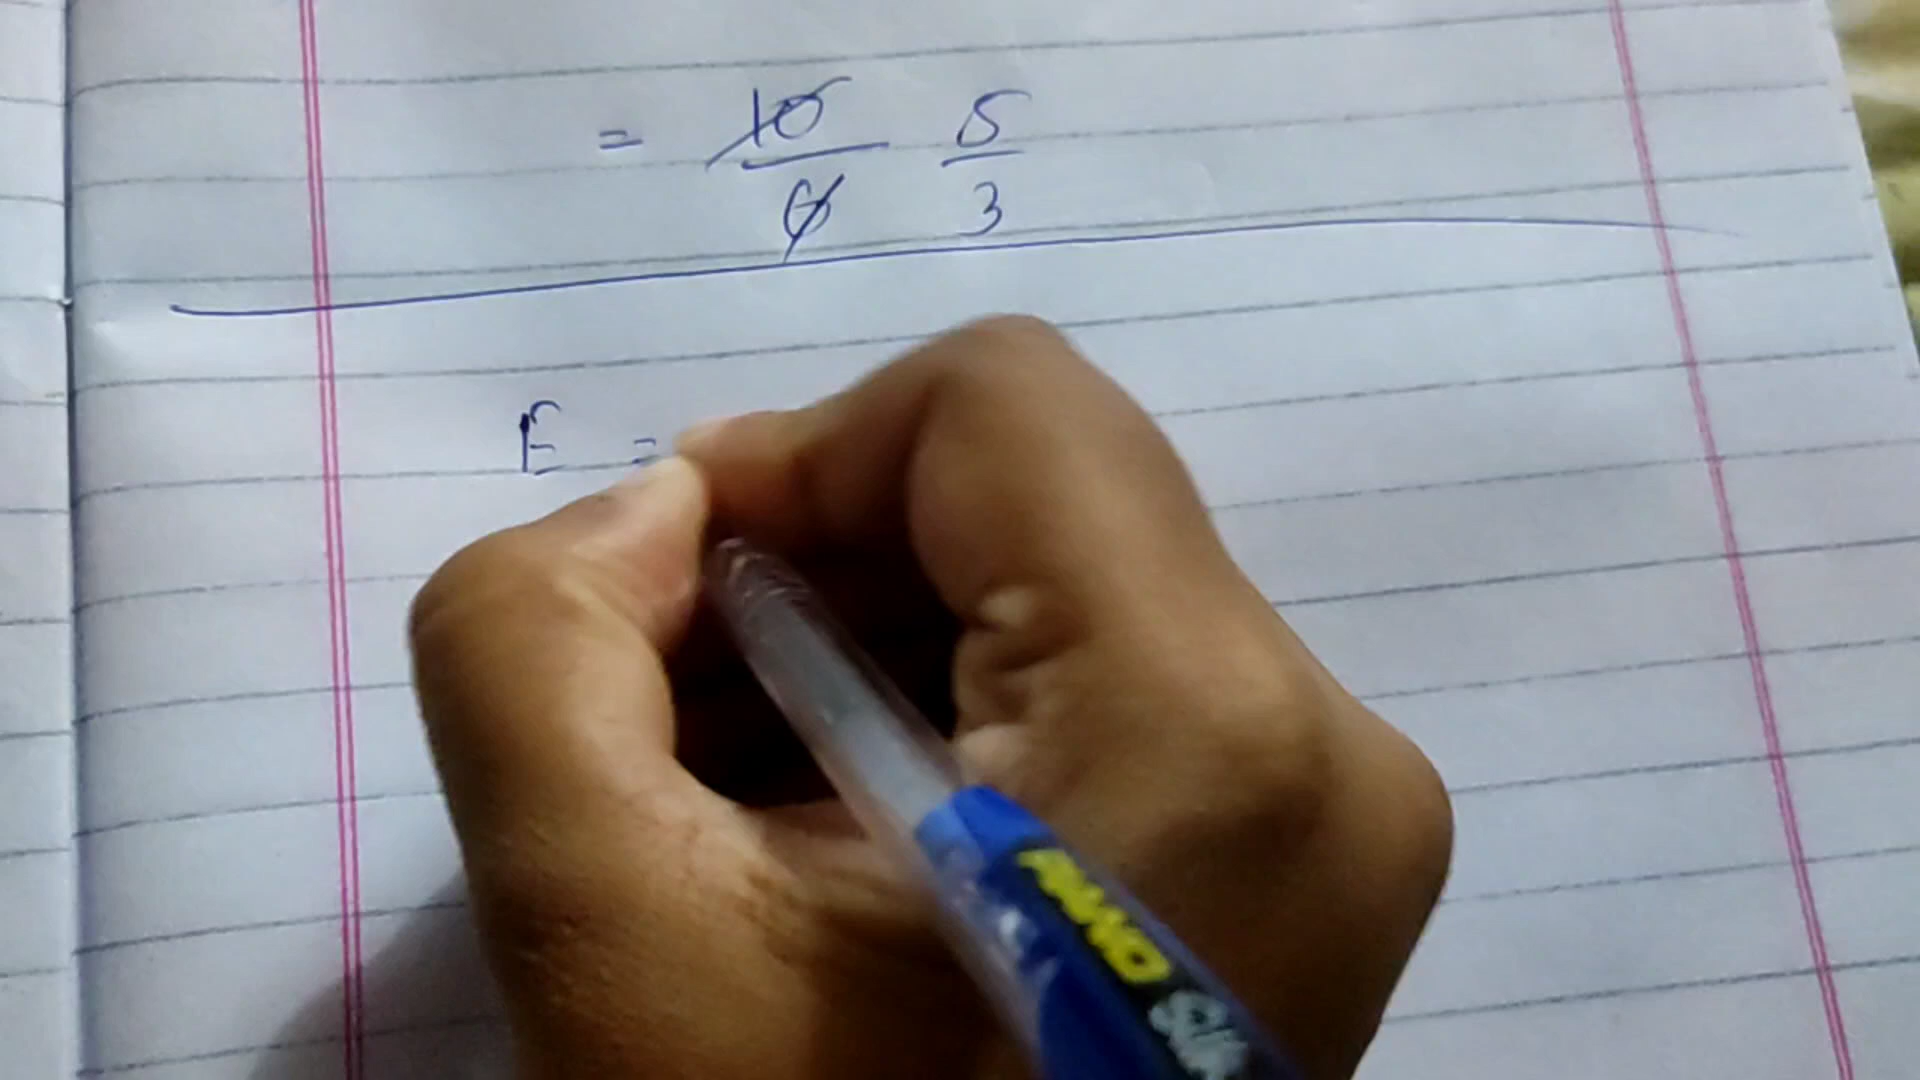 = 10/6 5/3
E =